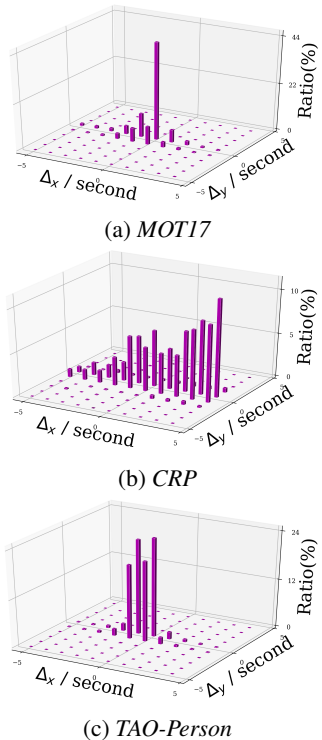 44
22
0
Ratio(%)
−5
0
5
Δx / second
−5
0
5
Δy / second
(a) MOT17
10
5
0
Ratio(%)
−5
0
5
Δx / second
−5
0
5
Δy / second
(b) CRP
24
12
0
Ratio(%)
−5
0
5
Δx / second
−5
0
5
Δy / second
(c) TAO-Person